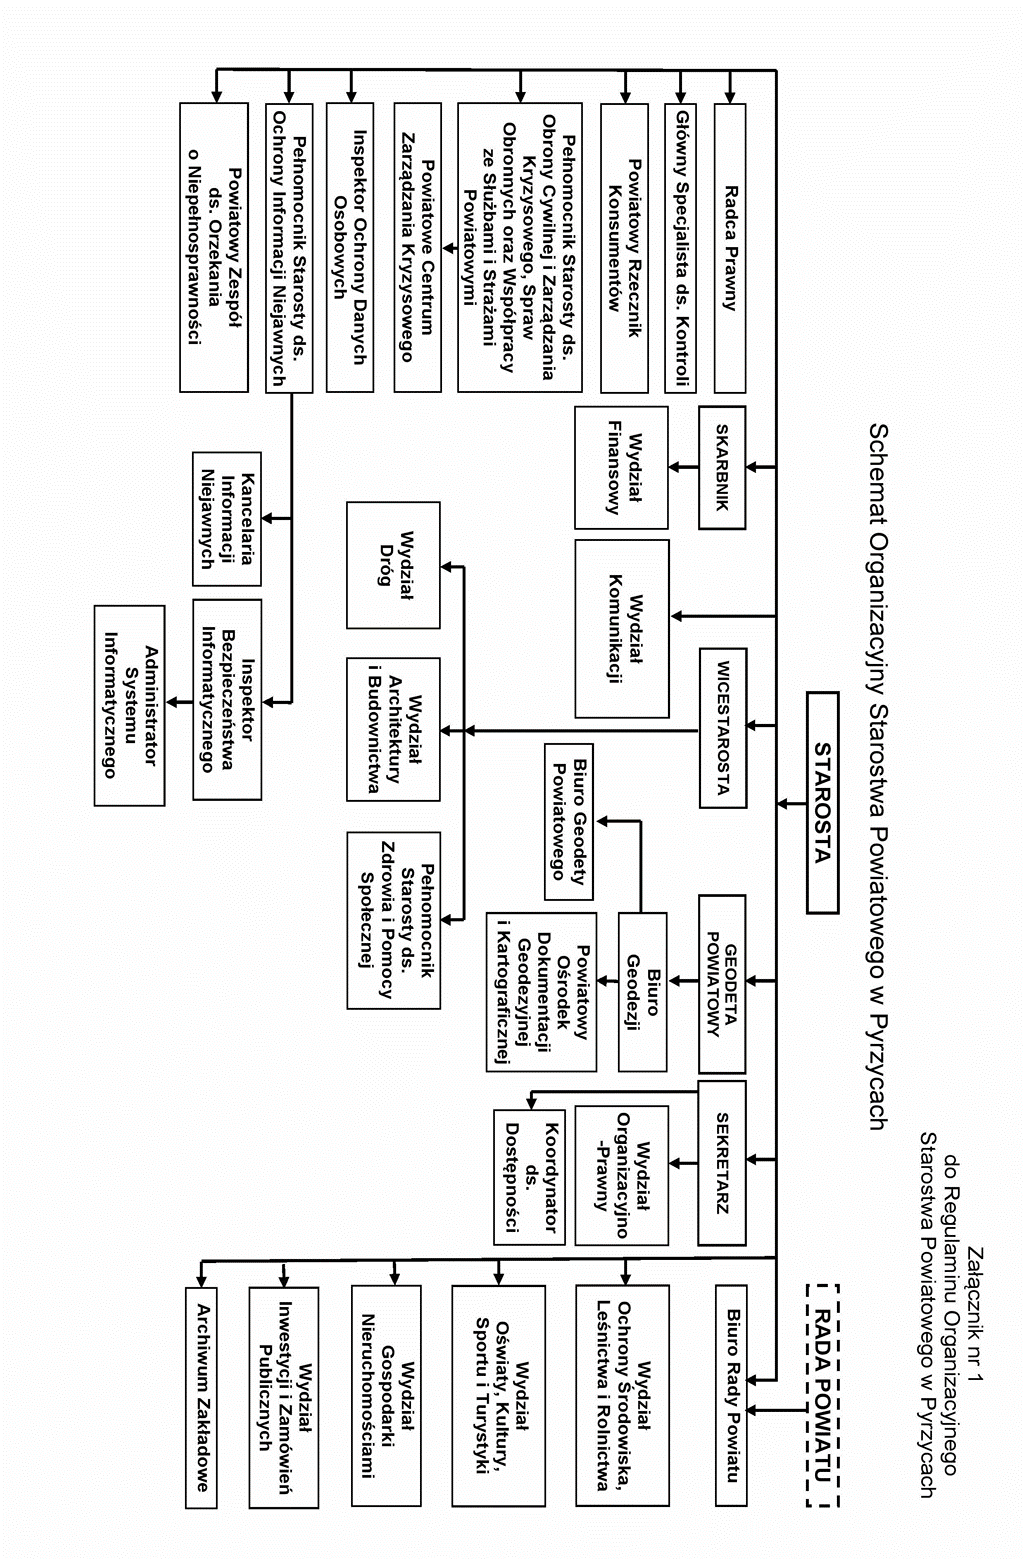 Załącznik nr 1
do Regulaminu Organizacyjnego
Starostwa Powiatowego w Pyrzycach
Schemat Organizacyjny Starostwa Powiatowego w Pyrzycach
STAROSTA
RADA POWIATU
Radca Prawny
Główny Specjalista ds. Kontroli
Powiatowy Rzecznik
Konsumentów
Pełnomocnik Starosty ds.
Obrony Cywilnej i Zarządzania
Kryzysowego, Spraw
Obronnych oraz Współpracy
ze Służbami i Strażami
Powiatowymi
Powiatowe Centrum
Zarządzania Kryzysowego
Inspektor Ochrony Danych
Osobowych
Pełnomocnik Starosty ds.
Ochrony Informacji Niejawnych
Powiatowy Zespół
ds. Orzekania
o Niepełnosprawności
Kancelaria
Informacji
Niejawnych
Inspektor
Bezpieczeństwa
Informatycznego
Administrator
Systemu
Informatycznego
SKARBNIK
Wydział
Finansowy
Wydział
Komunikacji
WICESTAROSTA
Wydział
Dróg
Wydział
Architektury
i Budownictwa
Pełnomocnik
Starosty ds.
Zdrowia i Pomocy
Społecznej
GEODETA
POWIATOWY
Biuro
Geodezji
Biuro Geodety
Powiatowego
Powiatowy
Ośrodek
Dokumentacji
Geodezyjnej
i Kartograficznej
SEKRETARZ
Wydział
Organizacyjno
-Prawny
Koordynator
ds.
Dostępności
Biuro Rady Powiatu
Wydział
Ochrony Środowiska,
Leśnictwa i Rolnictwa
Wydział
Oświaty, Kultury,
Sportu i Turystyki
Wydział
Gospodarki
Nieruchomościami
Wydział
Inwestycji i Zamówień
Publicznych
Archiwum Zakładowe